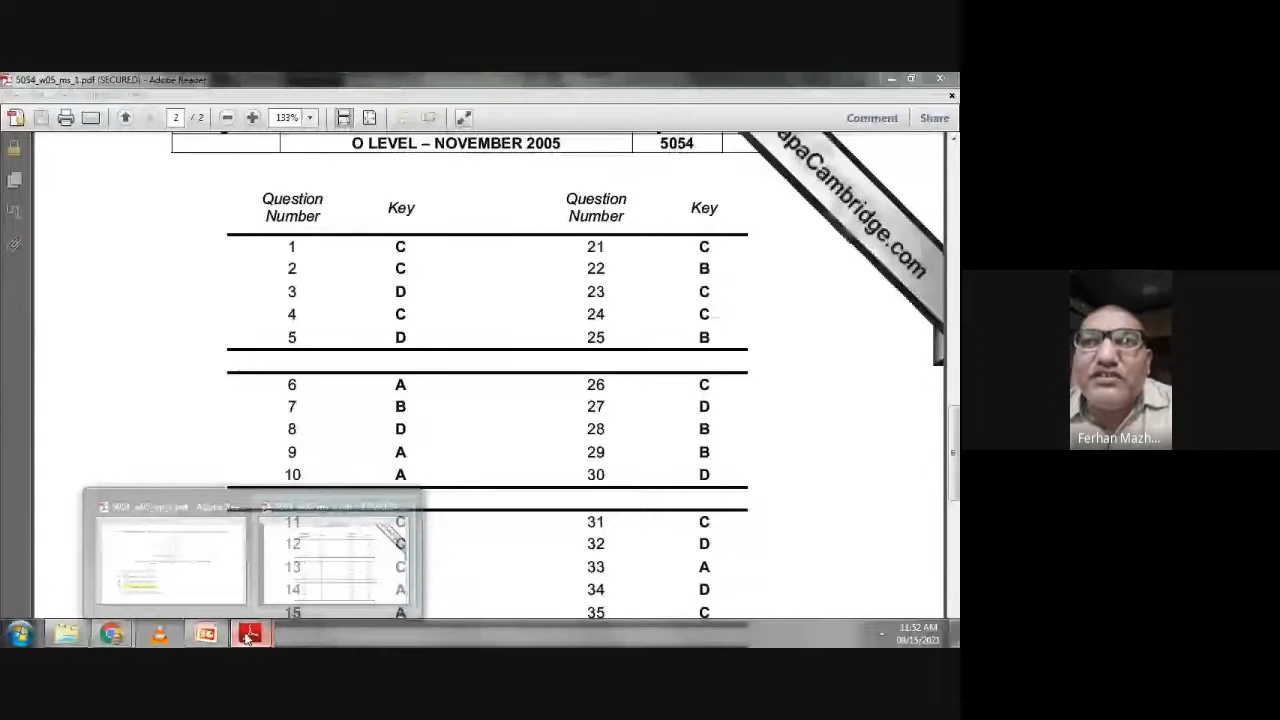 5054_w05_ms_1.pdf (SECURED) - Adobe Reader
2 / 2 133% Comment Share
O LEVEL – NOVEMBER 2005 5054
apaCambridge.com
Question Number Key Question Number Key
1 C 21 C
2 C 22 B
3 D 23 C
4 C 24 C
5 D 25 B
6 A 26 C
7 B 27 D
8 D 28 B
9 A 29 B
10 A 30 D
11 C 31 C
12 C 32 D
13 C 33 A
14 A 34 D
15 A 35 C
11:52 AM
08/15/2021
Ferhan Mazh...